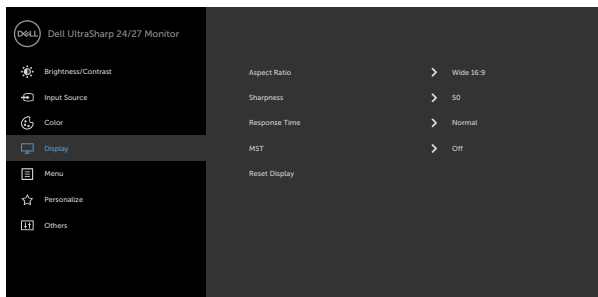 DELL Dell UltraSharp 24/27 Monitor
Brightness/Contrast
Input Source
Color
Display
Menu
Personalize
Others
Aspect Ratio Wide 16:9
Sharpness 50
Response Time Normal
MST Off
Reset Display